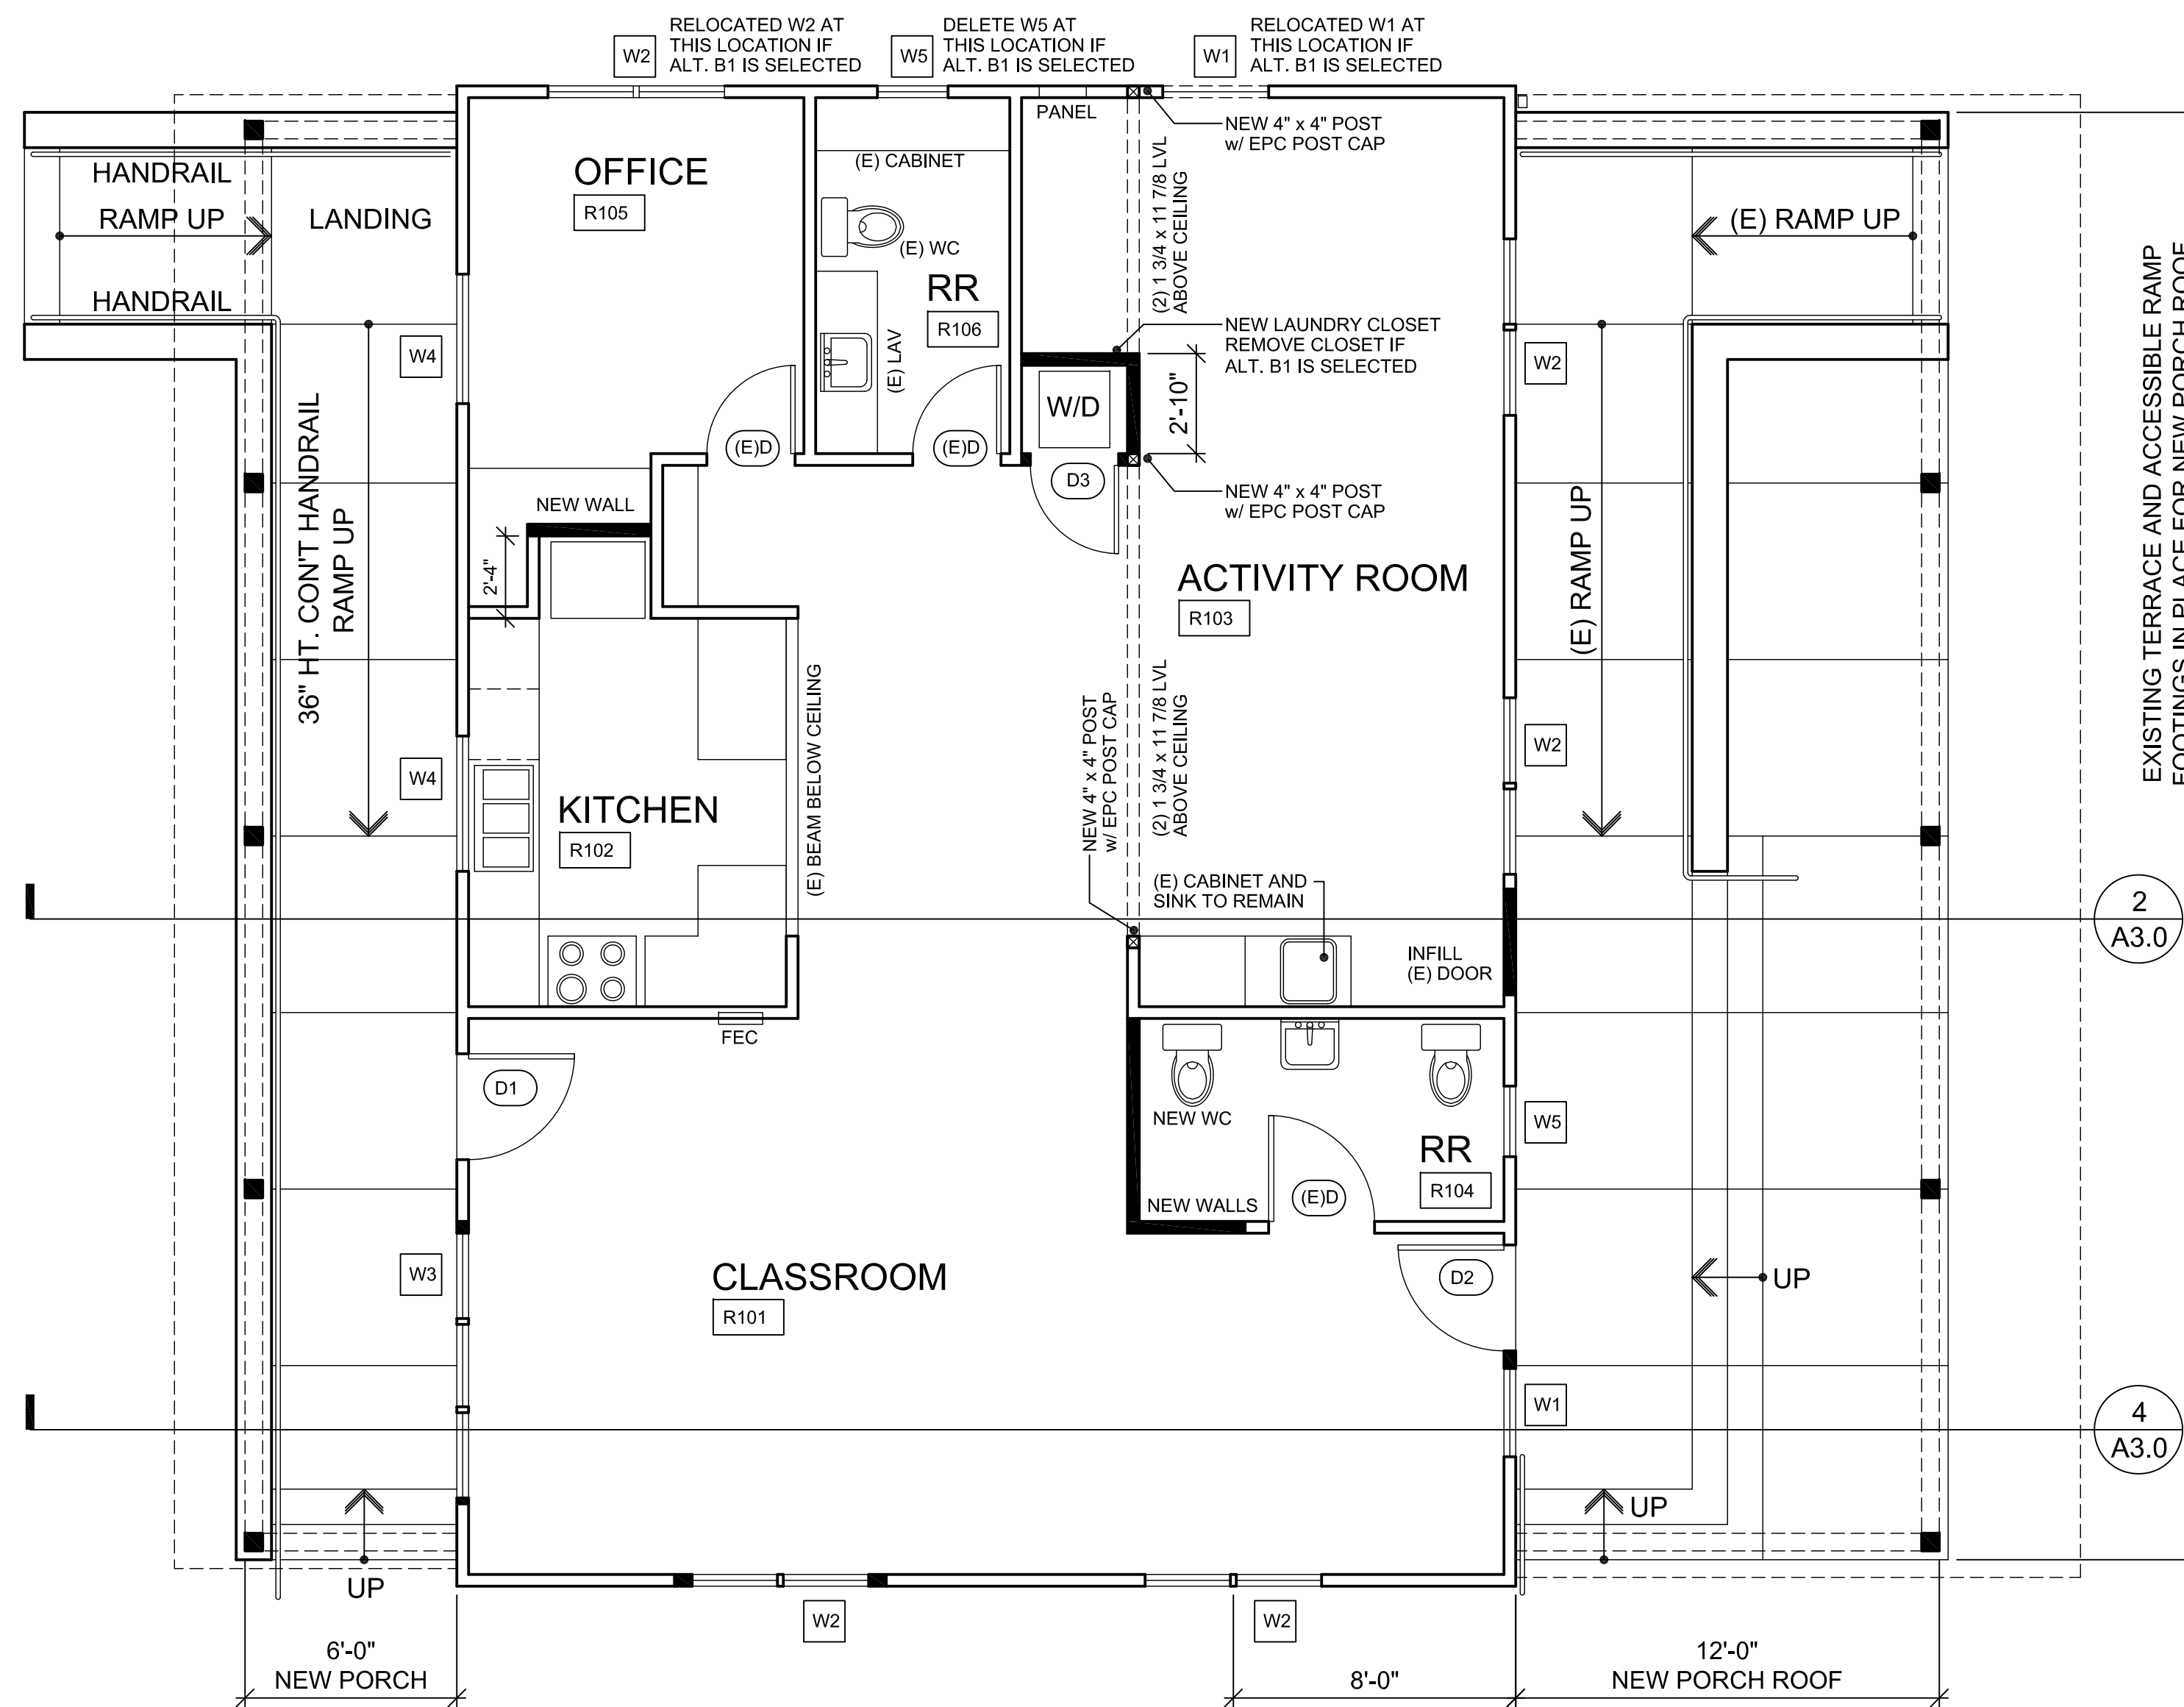 RELOCATED W2 AT
THIS LOCATION IF
ALT. B1 IS SELECTED
W2
DELETE W5 AT
THIS LOCATION IF
ALT. B1 IS SELECTED
W5
RELOCATED W1 AT
THIS LOCATION IF
ALT. B1 IS SELECTED
W1
PANEL
NEW 4" x 4" POST
w/ EPC POST CAP
HANDRAIL
RAMP UP
LANDING
HANDRAIL
OFFICE
R105
(E) CABINET
(E) WC
RR
R106
(E) LAV
(2) 1 3/4 x 11 7/8 LVL
ABOVE CEILING
(E) RAMP UP
EXISTING TERRACE AND ACCESSIBLE RAMP
FOOTINGS IN PLACE FOR NEW PORCH ROOF
NEW LAUNDRY CLOSET
REMOVE CLOSET IF
ALT. B1 IS SELECTED
W4
W2
36" HT. CON'T HANDRAIL
RAMP UP
W/D
2'-10"
(E)D
(E)D
D3
NEW 4" x 4" POST
w/ EPC POST CAP
NEW WALL
2'-4"
ACTIVITY ROOM
R103
(E) RAMP UP
(E) BEAM BELOW CEILING
NEW 4" x 4" POST
w/ EPC POST CAP
(2) 1 3/4 x 11 7/8 LVL
ABOVE CEILING
W4
W2
KITCHEN
R102
(E) CABINET AND
SINK TO REMAIN
INFILL
(E) DOOR
2
A3.0
FEC
D1
NEW WC
W5
RR
R104
NEW WALLS
(E)D
W3
CLASSROOM
R101
D2
UP
W1
4
A3.0
UP
UP
W2
W2
6'-0"
NEW PORCH
8'-0"
12'-0"
NEW PORCH ROOF